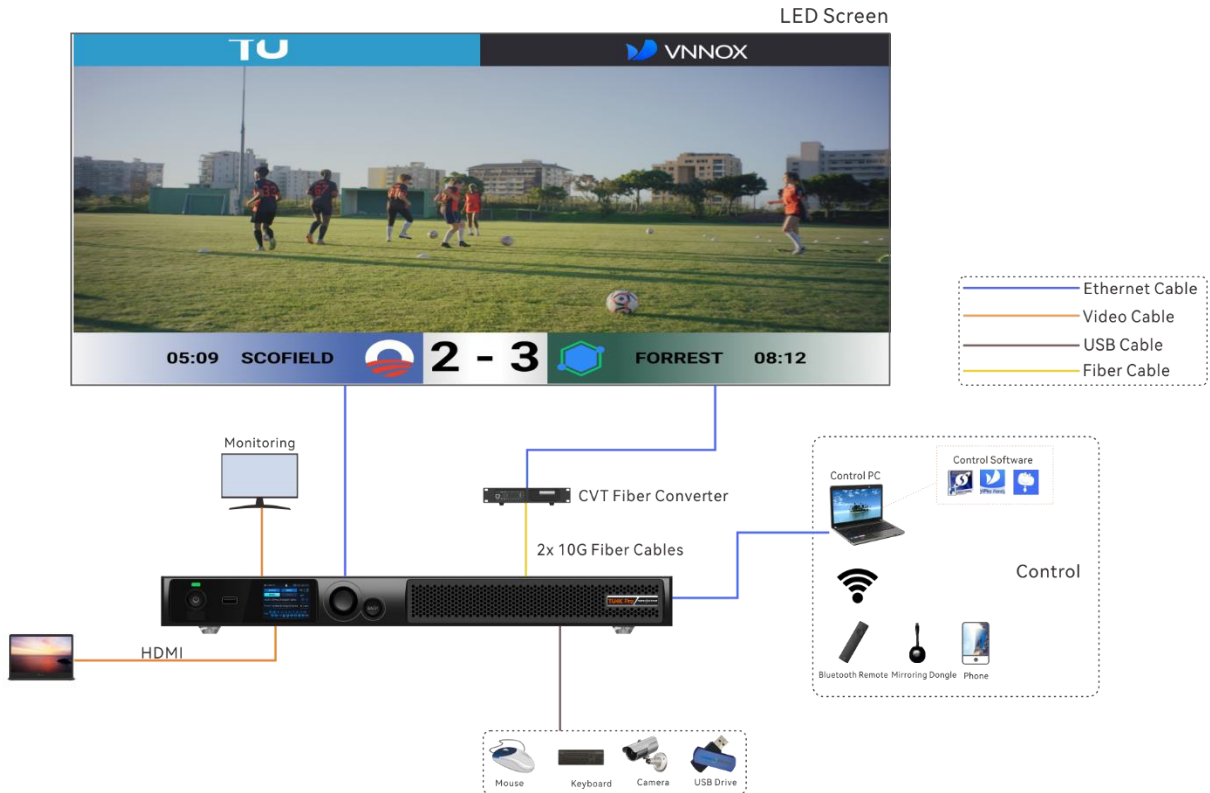 LED Screen
TU
VNNOX
05:09 SCOFIELD 2 - 3 FORREST 08:12
Ethernet Cable
Video Cable
USB Cable
Fiber Cable
Monitoring
CVT Fiber Converter
2x 10G Fiber Cables
Control Software
Control PC
Control
HDMI
Bluetooth Remote
Mirroring Dongle
Phone
Mouse
Keyboard
Camera
USB Drive